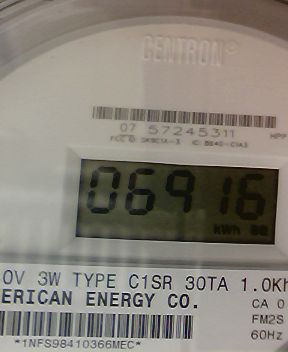 CENTRON®
07 57245311
06916
kWh 88
0V 3W TYPE C1SR 30TA 1.0Kh
ERICAN ENERGY CO.
CA 0
FM2S
60Hz
*1NFS98410366MEC*